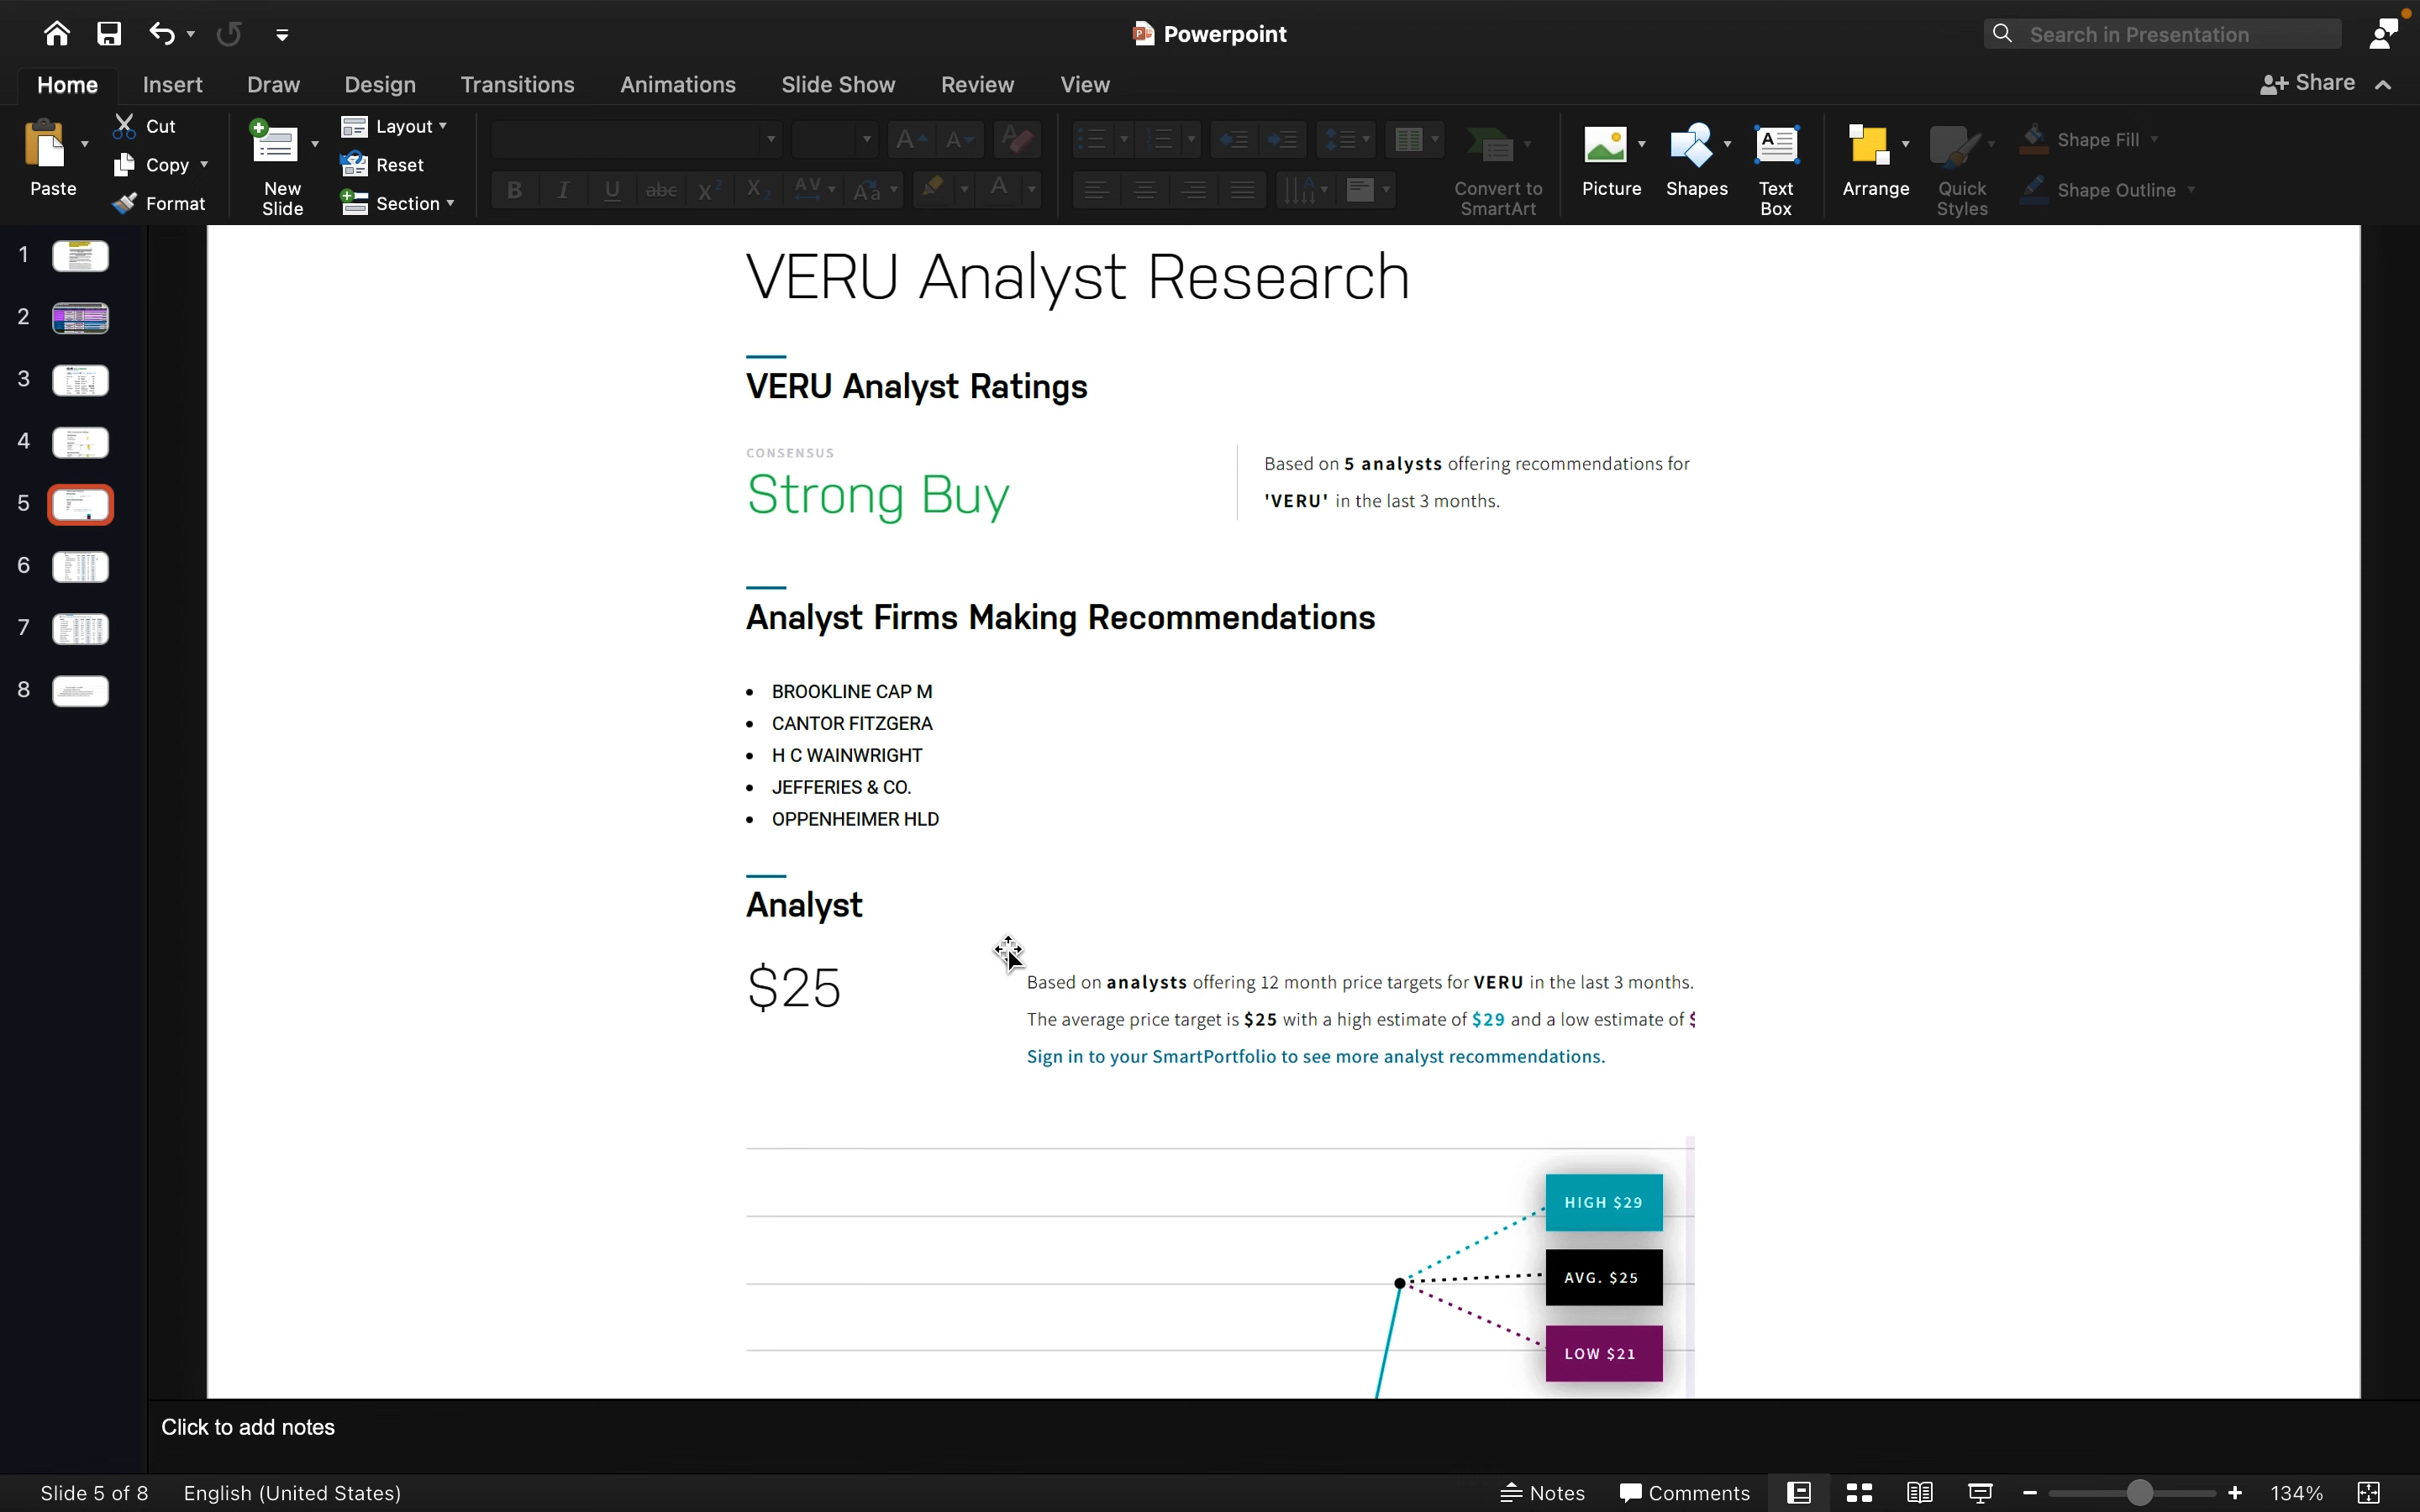 Powerpoint
Search in Presentation
Home Insert Draw Design Transitions Animations Slide Show Review View
Share
Paste
Cut
Copy
Format
New
Slide
Layout
Reset
Section
Convert to
SmartArt
Picture
Shapes
Text
Box
Arrange
Quick
Styles
Shape Fill
Shape Outline
1
2
3
4
5
6
7
8
VERU Analyst Research
VERU Analyst Ratings
CONSENSUS
Strong Buy
Based on 5 analysts offering recommendations for
'VERU' in the last 3 months.
Analyst Firms Making Recommendations
• BROOKLINE CAP M
• CANTOR FITZGERA
• H C WAINWRIGHT
• JEFFERIES & CO.
• OPPENHEIMER HLD
Analyst
$25
Based on analysts offering 12 month price targets for VERU in the last 3 months.
The average price target is $25 with a high estimate of $29 and a low estimate of $
Sign in to your SmartPortfolio to see more analyst recommendations.
HIGH $29
AVG. $25
LOW $21
Click to add notes
Slide 5 of 8 English (United States)
Notes Comments 134%